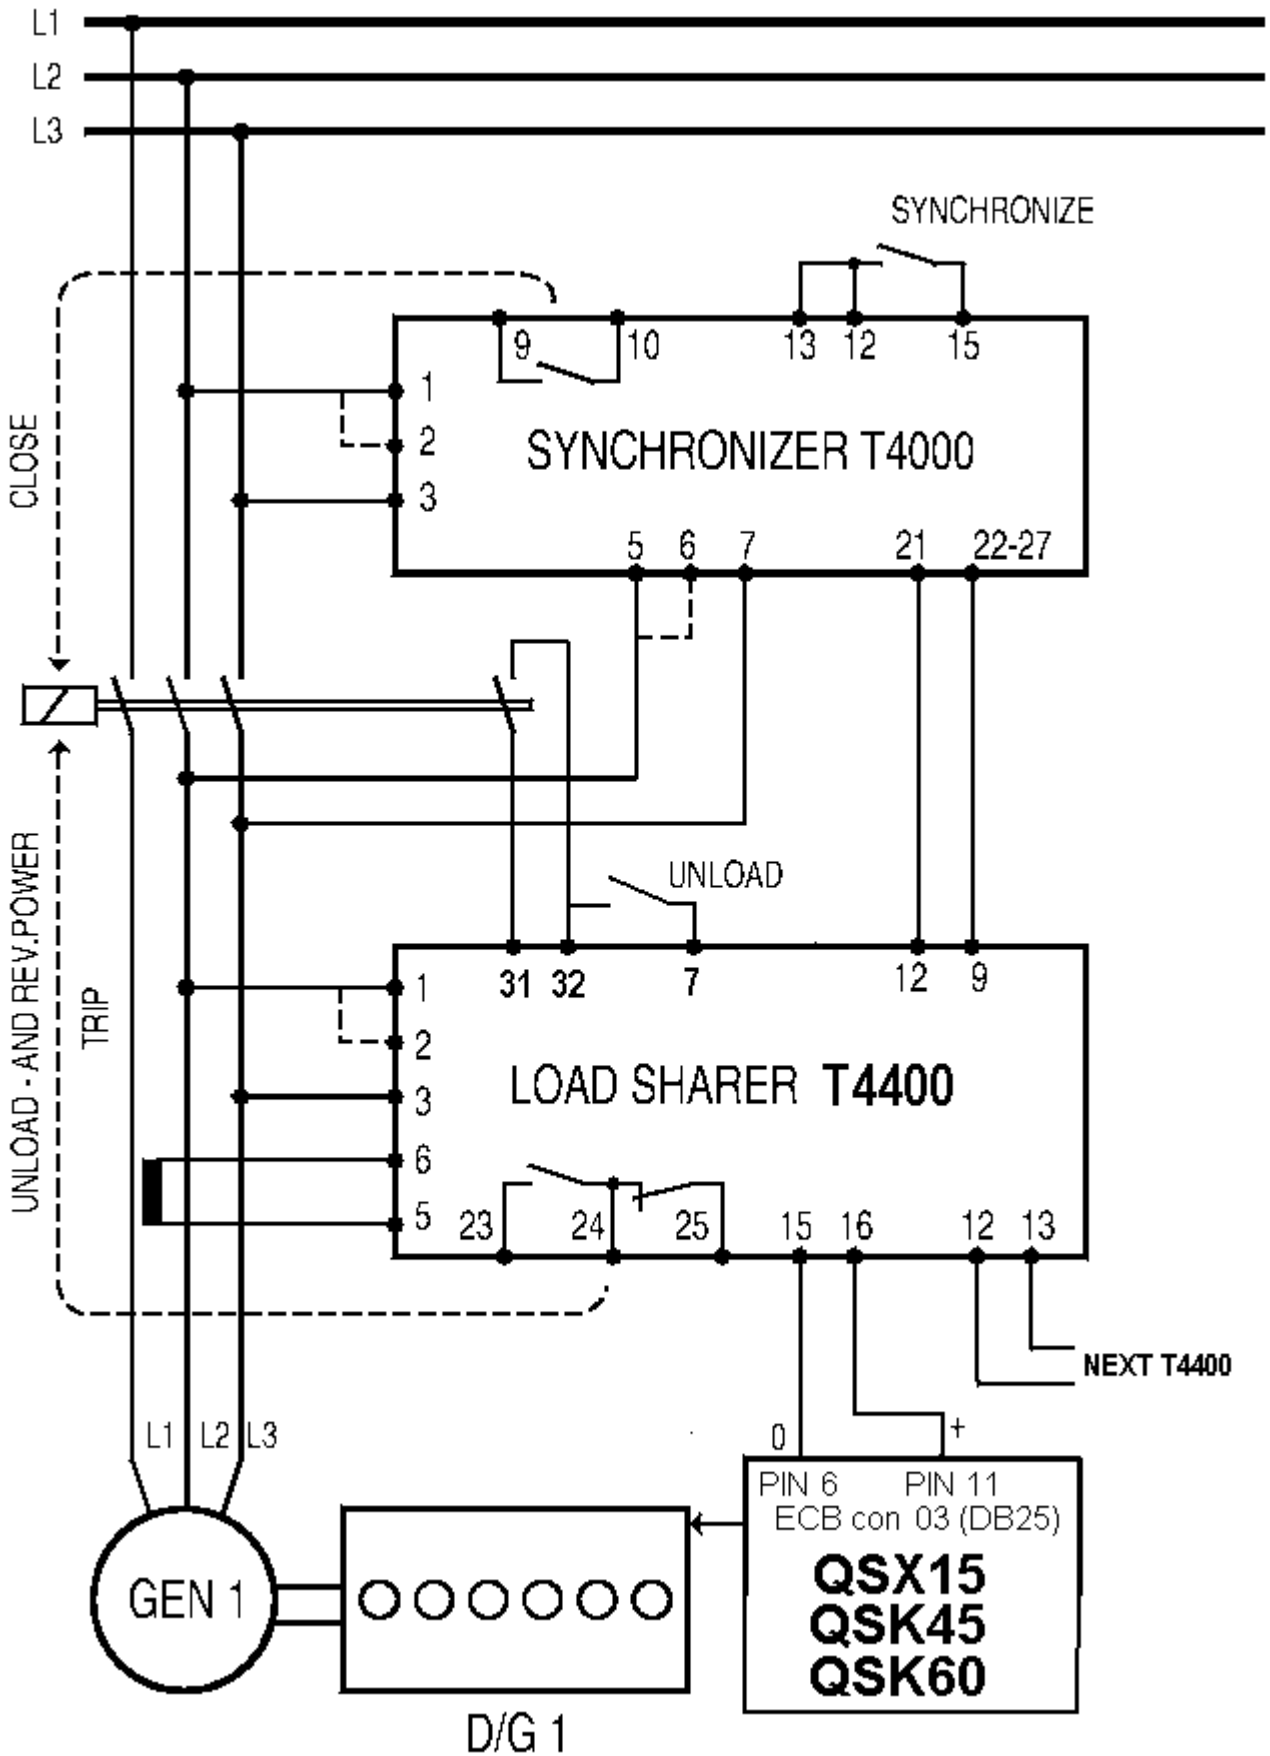 L1
L2
L3
SYNCHRONIZE
9 10 13 12 15
1
2
3
SYNCHRONIZER T4000
5 6 7 21 22-27
CLOSE
UNLOAD - AND REV.POWER
TRIP
UNLOAD
31 32 7 12 9
1
2
3
6
5
LOAD SHARER T4400
23 24 25 15 16 12 13
NEXT T4400
L1 L2 L3
0 +
PIN 6 PIN 11
ECB con 03 (DB25)
QSX15
QSK45
QSK60
GEN 1
D/G 1